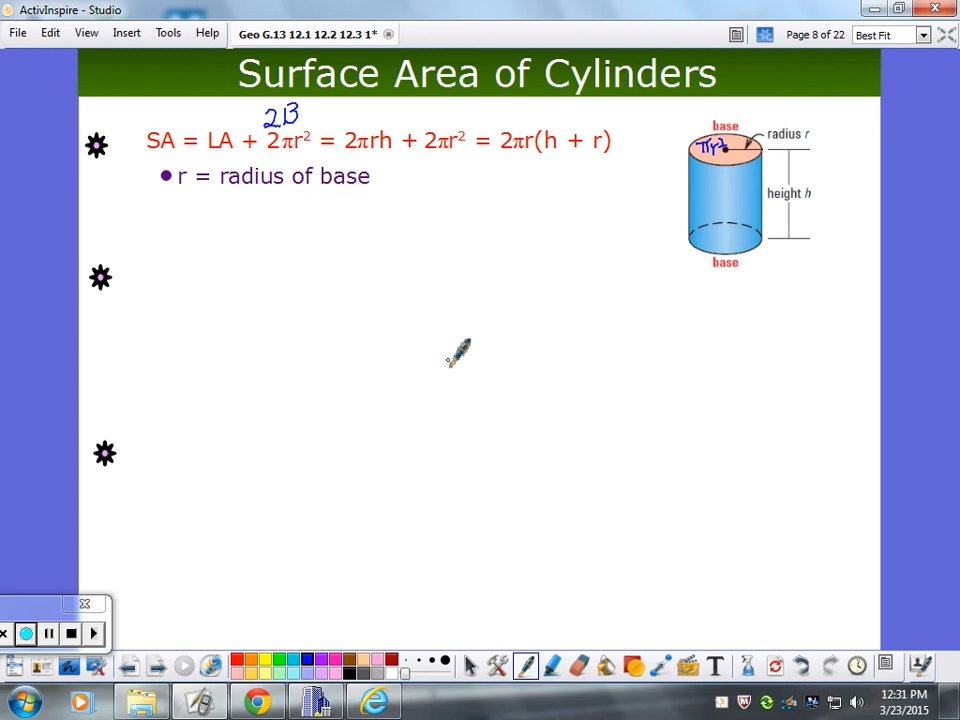 ActivInspire - Studio
File Edit View Insert Tools Help
Geo G.13 12.1 12.2 12.3 1*
Page 8 of 22
Best Fit
Surface Area of Cylinders
2B
SA = LA + 2πr² = 2πrh + 2πr² = 2πr(h + r)
• r = radius of base
base
radius r
πr²
height h
base
T
12:31 PM
3/23/2015